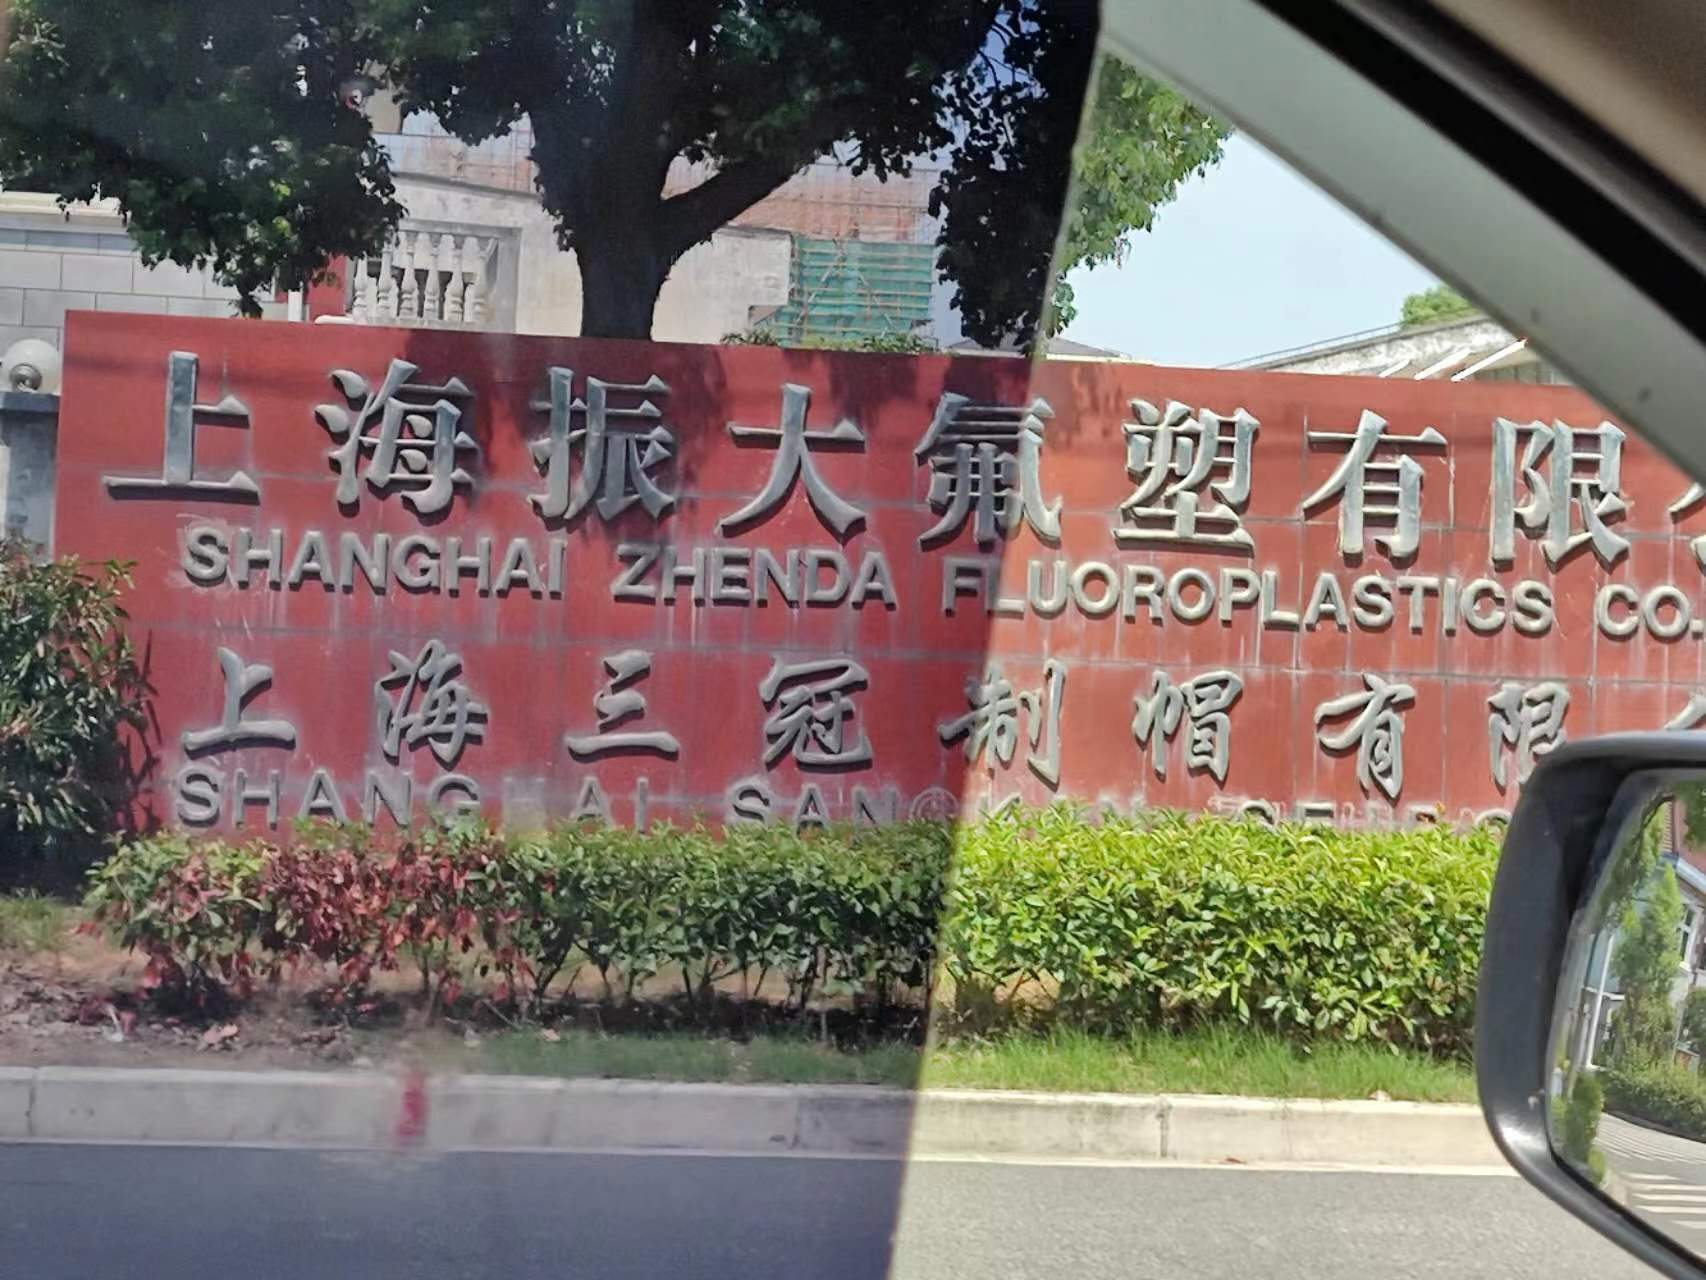 上海振大氟塑有限
SHANGHAI ZHENDA FLUOROPLASTICS CO.
上海三冠制帽有限
SHANGHAI